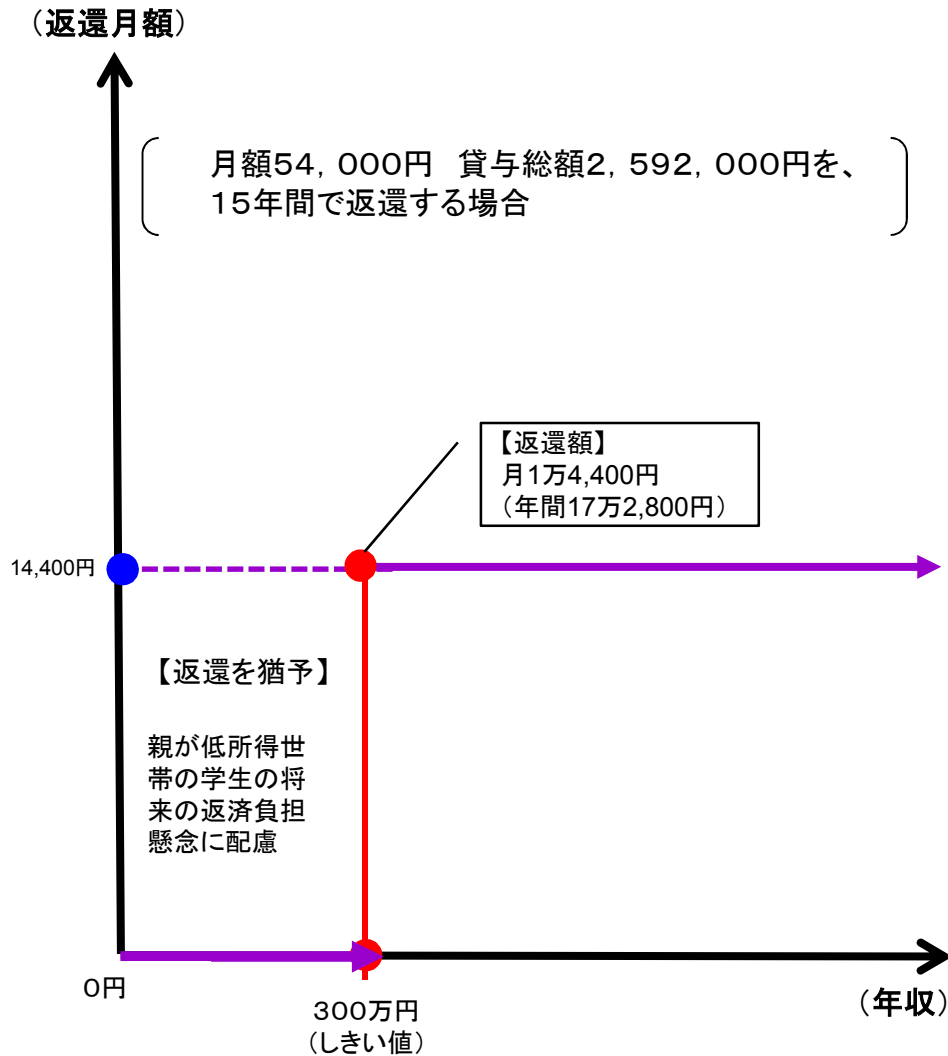 （返還月額）
月額54，000円　貸与総額2，592，000円を、
15年間で返還する場合
【返還額】
月1万4,400円
（年間17万2,800円）
14,400円
【返還を猶予】
親が低所得世
帯の学生の将
来の返済負担
懸念に配慮
0円
300万円
（しきい値）
（年収）